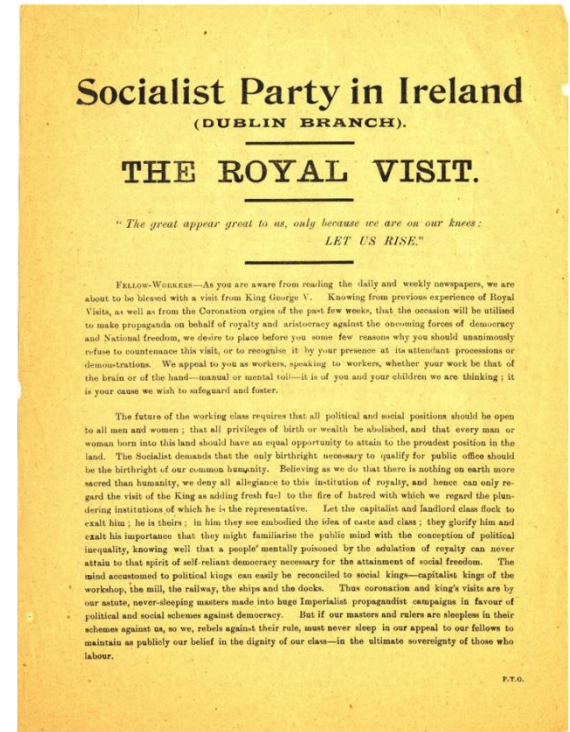 Socialist Party in Ireland
(DUBLIN BRANCH).
THE ROYAL VISIT.
"The great appear great to us, only because we are on our knees:
LET US RISE."
FELLOW-WORKERS—As you are aware from reading the daily and weekly newspapers, we are
about to be blessed with a visit from King George V. Knowing from previous experience of Royal
Visits, as well as from the Coronation orgies of the past few weeks, that the occasion will be utilised
to make propaganda on behalf of royalty and aristocracy against the oncoming forces of democracy
and National freedom, we desire to place before you some few reasons why you should unanimously
refuse to countenance this visit, or to recognise it by your presence at its attendant processions or
demonstrations. We appeal to you as workers, speaking to workers, whether your work be that of
the brain or of the hand—manual or mental toil—it is of you and your children we are thinking; it
is your cause we wish to safeguard and foster.
The future of the working class requires that all political and social positions should be open
to all men and women; that all privileges of birth or wealth be abolished, and that every man or
woman born into this land should have an equal opportunity to attain to the proudest position in the
land. The Socialist demands that the only birthright necessary to qualify for public office should
be the birthright of our common humanity. Believing as we do that there is nothing on earth more
sacred than humanity, we deny all allegiance to this institution of royalty, and hence can only re-
gard the visit of the King as adding fresh fuel to the fire of hatred with which we regard the plun-
dering institutions of which he is the representative. Let the capitalist and landlord class flock to
exalt him; he is theirs; in him they see embodied the idea of caste and class; they glorify him and
exalt his importance that they might familiarise the public mind with the conception of political
inequality, knowing well that a people' mentally poisoned by the adulation of royalty can never
attain to that spirit of self-reliant democracy necessary for the attainment of social freedom. The
mind accustomed to political kings can easily be reconciled to social kings—capitalist kings of the
workshop, the mill, the railway, the ships and the docks. Thus coronation and king's visits are by
our astute, never-sleeping masters made into huge Imperialist propagandist campaigns in favour of
political and social schemes against democracy. But if our masters and rulers are sleepless in their
schemes against us, so we, rebels against their rule, must never sleep in our appeal to our fellows to
maintain as publicly our belief in the dignity of our class—in the ultimate sovereignty of those who
labour.
P.T.O.